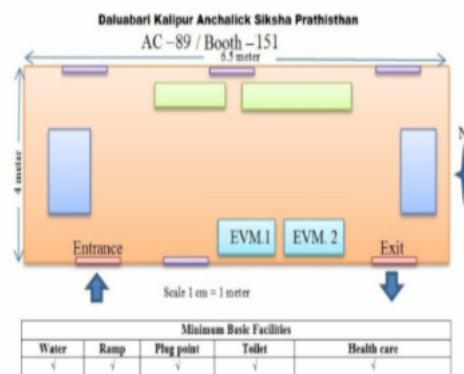 Daluabari Kalipur Anchalick Siksha Prathisthan
AC –89 / Booth –151
6.5 meter
4 meter
N
EVM.1 EVM. 2
Entrance Exit
Scale 1 cm = 1 meter
Minimum Basic Facilities
Water Ramp Plug point Toilet Health care
√ √ √ √ √